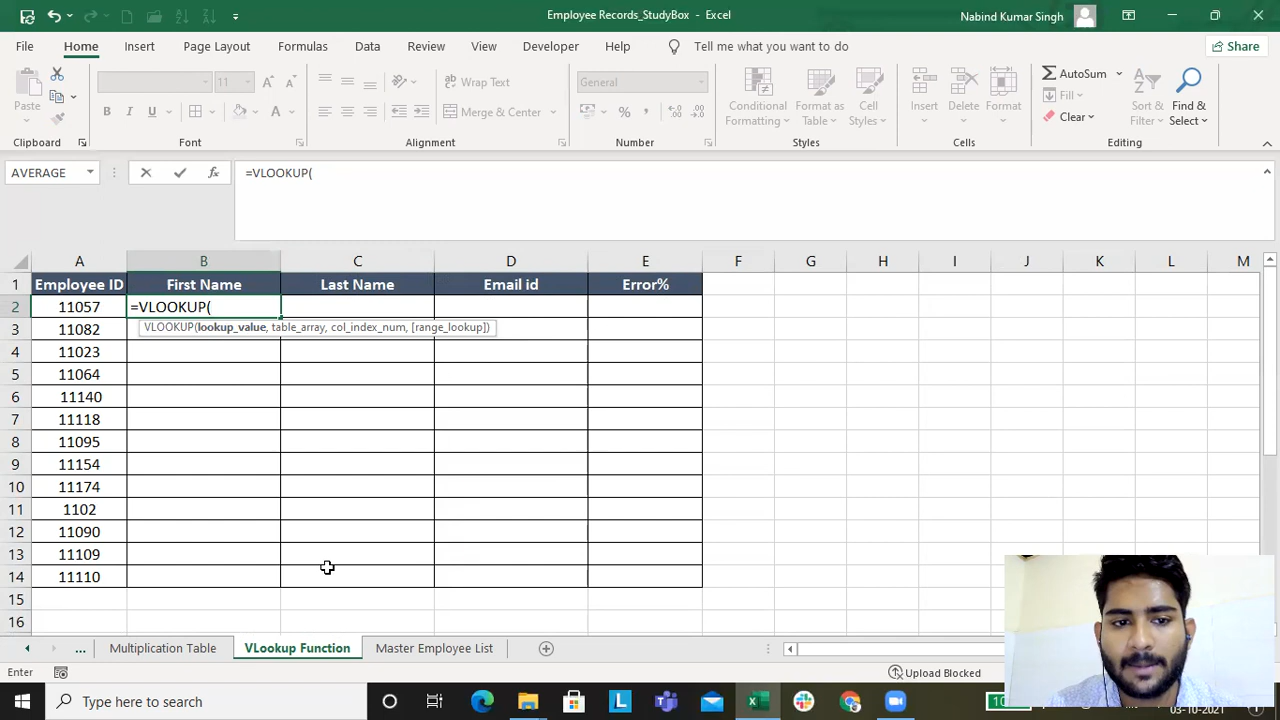 Employee Records_StudyBox - Excel
Nabind Kumar Singh
File Home Insert Page Layout Formulas Data Review View Developer Help Tell me what you want to do Share
Paste
11
B I U
Wrap Text
Merge & Center
General
Conditional Formatting
Format as Table
Cell Styles
Insert
Delete
Format
AutoSum
Fill
Clear
Sort & Filter
Find & Select
Clipboard Font Alignment Number Styles Cells Editing
AVERAGE =VLOOKUP(
A B C D E F G H I J K L M
1 Employee ID First Name Last Name Email id Error%
2 11057 =VLOOKUP(
VLOOKUP(lookup_value, table_array, col_index_num, [range_lookup])
3 11082
4 11023
5 11064
6 11140
7 11118
8 11095
9 11154
10 11174
11 1102
12 11090
13 11109
14 11110
15
16
... Multiplication Table VLookup Function Master Employee List
Enter Upload Blocked
Type here to search
03-10-2021